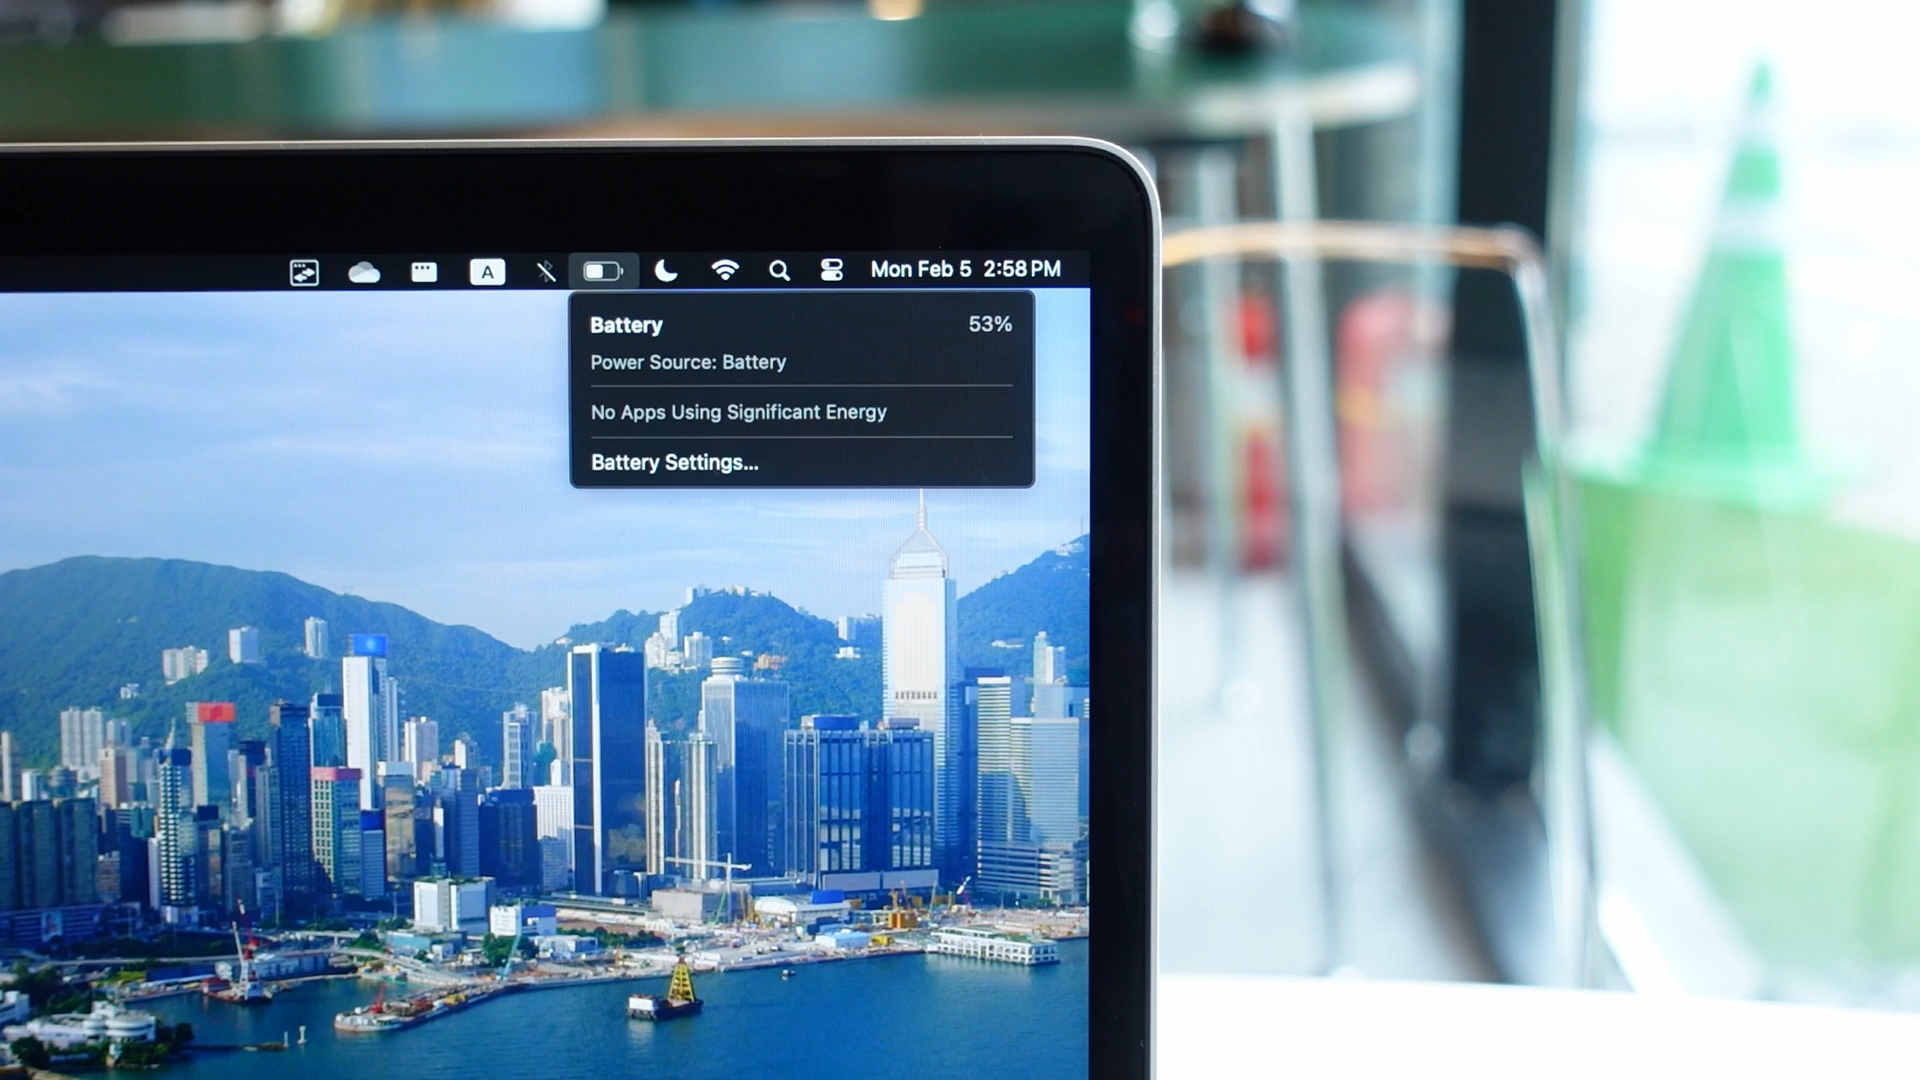 A
Mon Feb 5 2:58 PM
Battery 53%
Power Source: Battery
No Apps Using Significant Energy
Battery Settings...